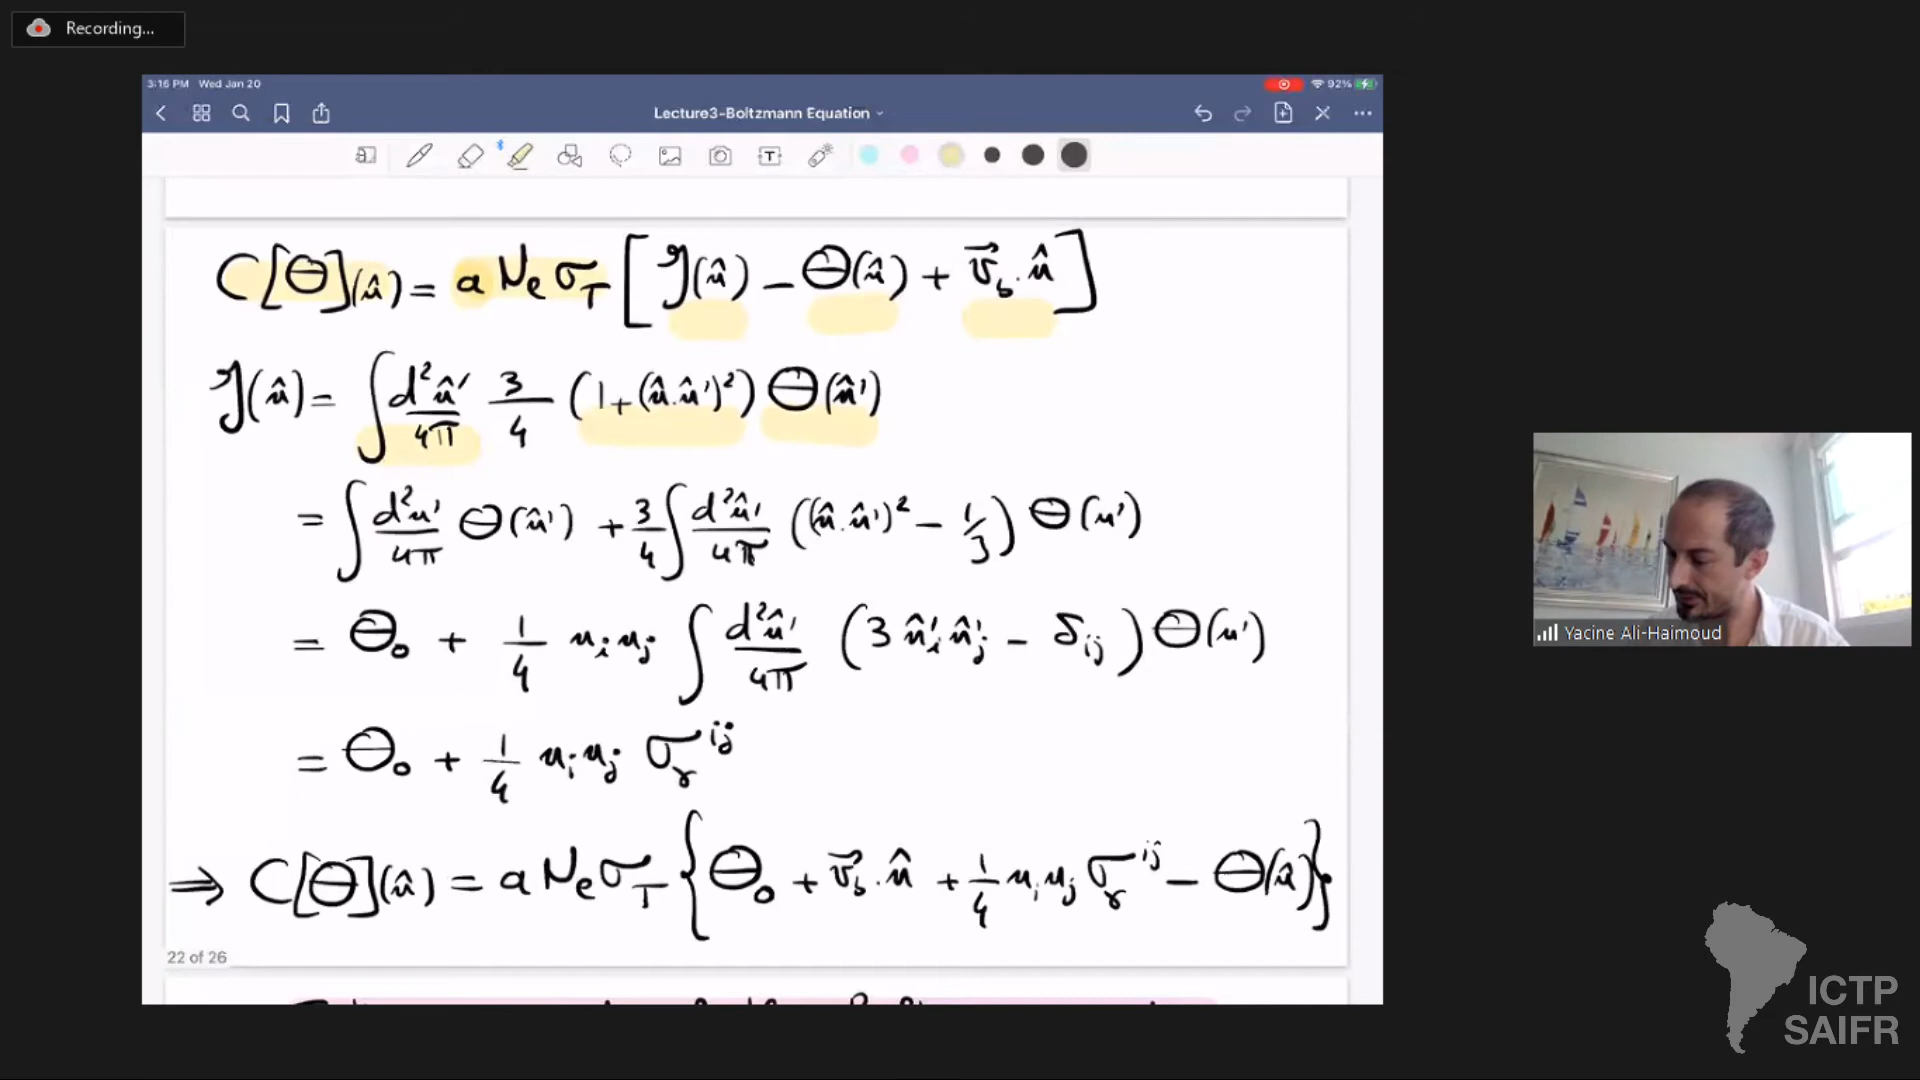 Recording...
3:16 PM Wed Jan 20
92%
Lecture3-Boltzmann Equation
C[Θ](n̂) = a N_e σ_T [𝒥(n̂) − Θ(n̂) + v⃗_b · n̂]
𝒥(n̂) = ∫ d²n̂′/4π 3/4 (1+(n̂.n̂′)²) Θ(n̂′)
= ∫ d²n′/4π Θ(n̂′) + 3/4 ∫ d²n̂′/4π ((n̂.n̂′)² − 1/3) Θ(n′)
= Θ₀ + 1/4 n_i n_j ∫ d²n̂′/4π (3 n̂′_i n̂′_j − δ_ij) Θ(n′)
= Θ₀ + 1/4 n_i n_j σ_γ^{ij}
⇒ C[Θ](n̂) = a N_e σ_T {Θ₀ + v⃗_b · n̂ + 1/4 n_i n_j σ_γ^{ij} − Θ(n̂)}
22 of 26
Yacine Ali-Haimoud
ICTP
SAIFR